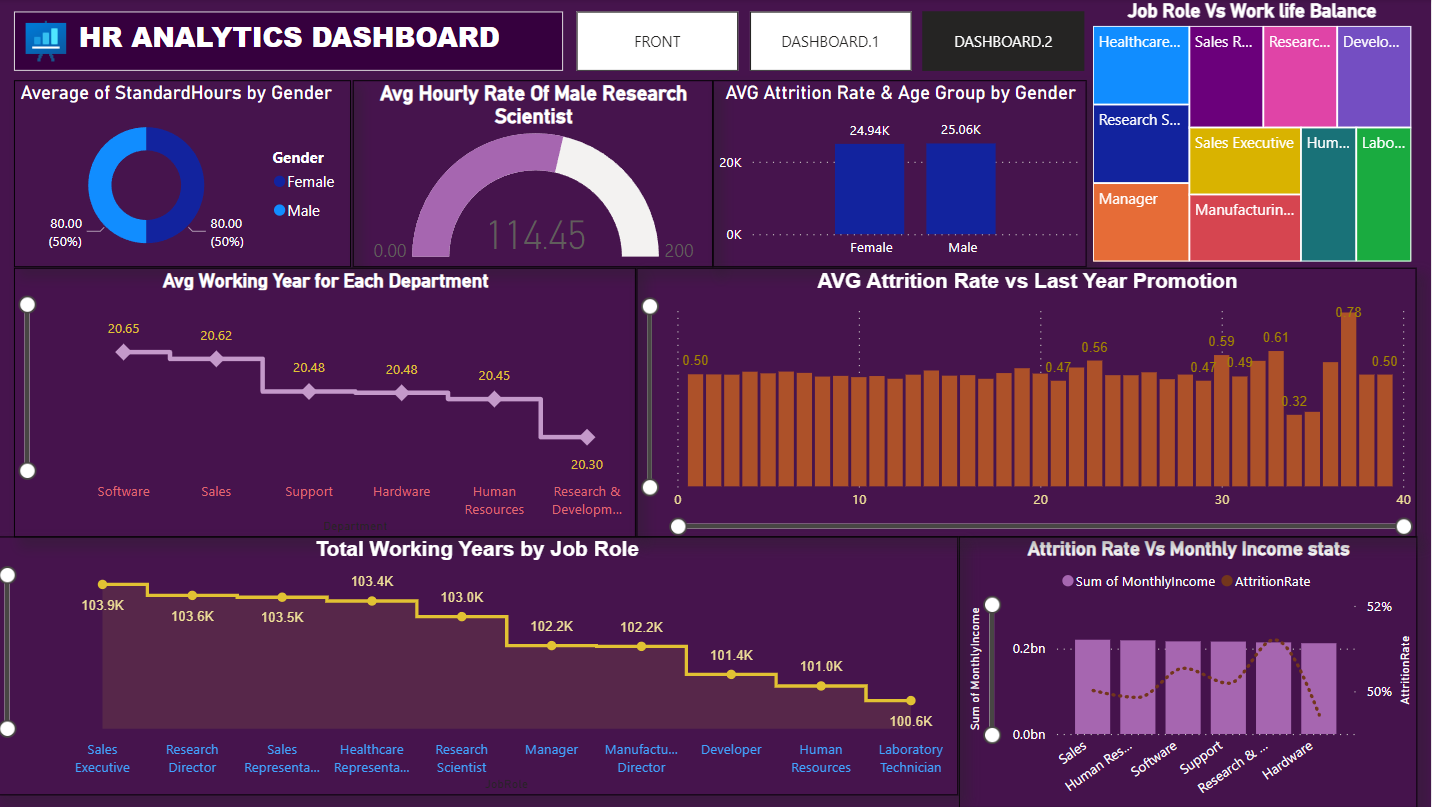 HR ANALYTICS DASHBOARD
FRONT
DASHBOARD.1
DASHBOARD.2
Job Role Vs Work life Balance
Healthcare...
Sales R...
Researc...
Develo...
Research S...
Sales Executive
Hum...
Labo...
Manager
Manufacturin...
Average of StandardHours by Gender
Gender
Female
Male
80.00
(50%)
80.00
(50%)
Avg Hourly Rate Of Male Research
Scientist
114.45
0.00
200
AVG Attrition Rate & Age Group by Gender
24.94K
25.06K
20K
0K
Female
Male
Avg Working Year for Each Department
20.65
20.62
20.48
20.48
20.45
20.30
Software
Sales
Support
Hardware
Human
Resources
Research &
Developm...
Department
AVG Attrition Rate vs Last Year Promotion
0.50
0.47
0.56
0.47
0.59
0.49
0.61
0.32
0.78
0.50
0
10
20
30
40
Total Working Years by Job Role
103.9K
103.6K
103.5K
103.4K
103.0K
102.2K
102.2K
101.4K
101.0K
100.6K
Sales
Executive
Research
Director
Sales
Representa...
Healthcare
Representa...
Research
Scientist
Manager
Manufactu...
Director
Developer
Human
Resources
Laboratory
Technician
Attrition Rate Vs Monthly Income stats
Sum of MonthlyIncome
AttritionRate
Sum of MonthlyIncome
0.2bn
0.0bn
52%
50%
AttritionRate
Sales
Human Res...
Software
Support
Research & ...
Hardware